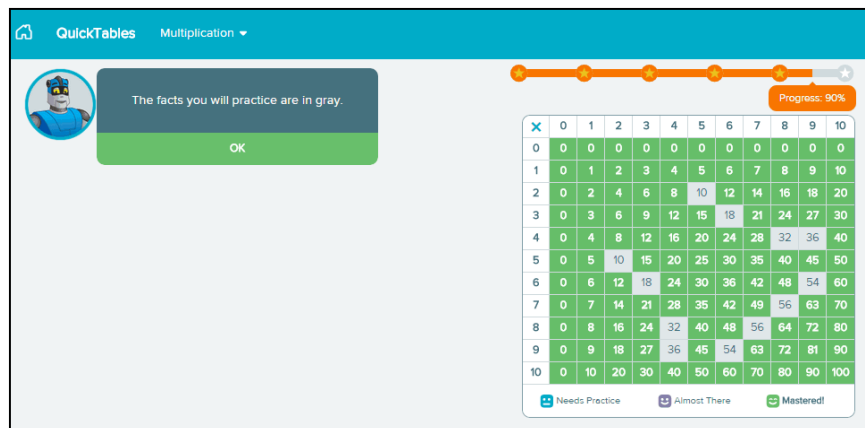 QuickTables Multiplication
The facts you will practice are in gray.
OK
Progress: 90%
× 0 1 2 3 4 5 6 7 8 9 10
0 0 0 0 0 0 0 0 0 0 0 0
1 0 1 2 3 4 5 6 7 8 9 10
2 0 2 4 6 8 10 12 14 16 18 20
3 0 3 6 9 12 15 18 21 24 27 30
4 0 4 8 12 16 20 24 28 32 36 40
5 0 5 10 15 20 25 30 35 40 45 50
6 0 6 12 18 24 30 36 42 48 54 60
7 0 7 14 21 28 35 42 49 56 63 70
8 0 8 16 24 32 40 48 56 64 72 80
9 0 9 18 27 36 45 54 63 72 81 90
10 0 10 20 30 40 50 60 70 80 90 100
Needs Practice Almost There Mastered!